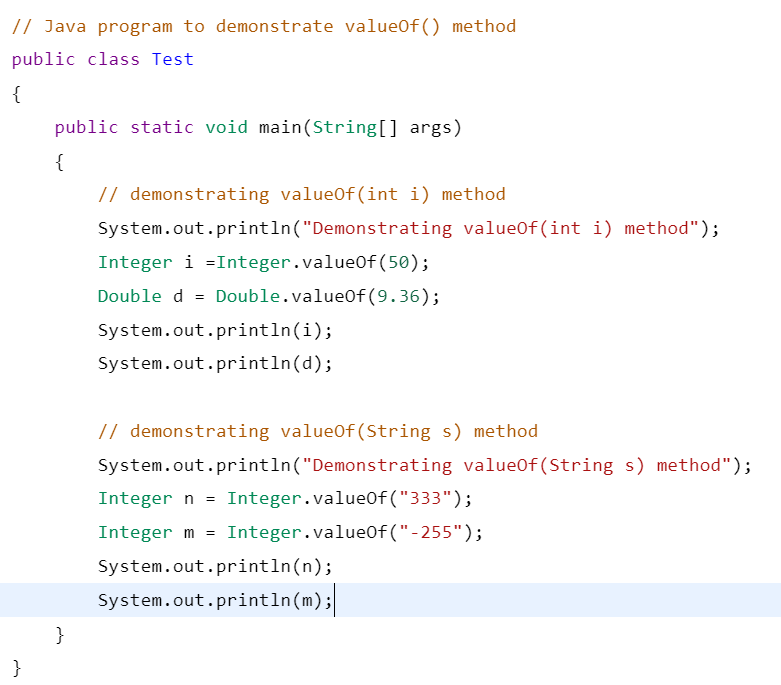 // Java program to demonstrate valueOf() method
public class Test
{
    public static void main(String[] args)
    {
        // demonstrating valueOf(int i) method
        System.out.println("Demonstrating valueOf(int i) method");
        Integer i =Integer.valueOf(50);
        Double d = Double.valueOf(9.36);
        System.out.println(i);
        System.out.println(d);

        // demonstrating valueOf(String s) method
        System.out.println("Demonstrating valueOf(String s) method");
        Integer n = Integer.valueOf("333");
        Integer m = Integer.valueOf("-255");
        System.out.println(n);
        System.out.println(m);
    }
}